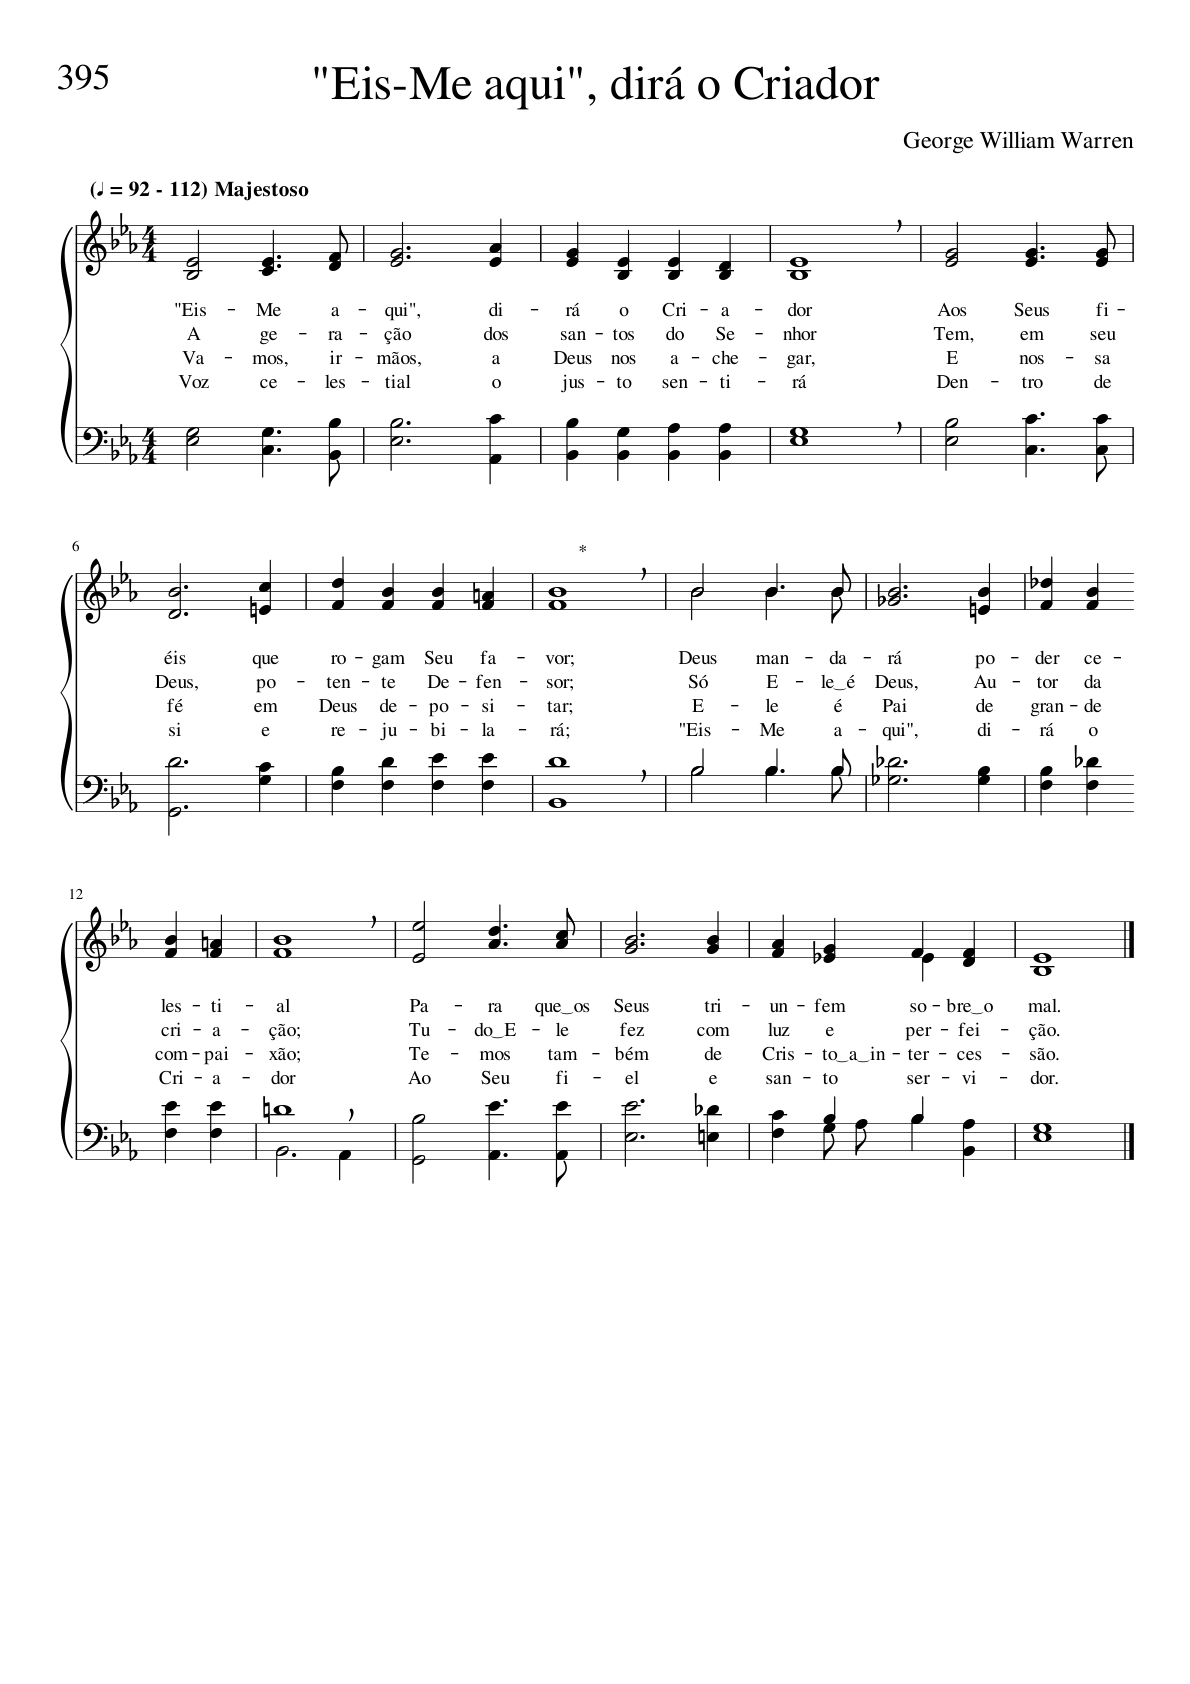 395
"Eis-Me aqui", dirá o Criador
George William Warren
(♩ = 92 - 112) Majestoso
"Eis - Me a - qui", di - rá o Cri - a - dor Aos Seus fi -
A ge - ra - ção dos san - tos do Se - nhor Tem, em seu
Va - mos, ir - mãos, a Deus nos a - che - gar, E nos - sa
Voz ce - les - tial o jus - to sen - ti - rá Den - tro de
6
*
éis que ro - gam Seu fa - vor; Deus man - da - rá po - der ce -
Deus, po - ten - te De - fen - sor; Só E - le‿é Deus, Au - tor da
fé em Deus de - po - si - tar; E - le é Pai de gran - de
si e re - ju - bi - la - rá; "Eis - Me a - qui", di - rá o
12
les - ti - al Pa - ra que‿os Seus tri - un - fem so - bre‿o mal.
cri - a - ção; Tu - do‿E - le fez com luz e per - fei - ção.
com - pai - xão; Te - mos tam - bém de Cris - to‿a‿in - ter - ces - são.
Cri - a - dor Ao Seu fi - el e san - to ser - vi - dor.